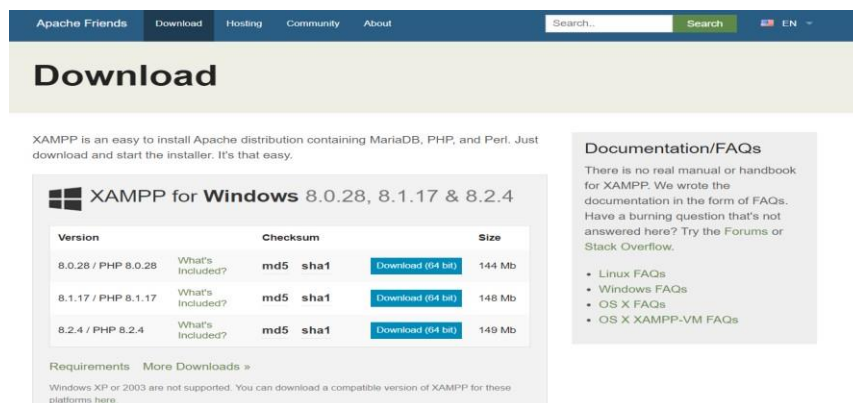 Apache Friends Download Hosting Community About Search.. Search EN
Download
XAMPP is an easy to install Apache distribution containing MariaDB, PHP, and Perl. Just
download and start the installer. It's that easy.
XAMPP for Windows 8.0.28, 8.1.17 & 8.2.4
Version Checksum Size
8.0.28 / PHP 8.0.28 What's Included? md5 sha1 Download (64 bit) 144 Mb
8.1.17 / PHP 8.1.17 What's Included? md5 sha1 Download (64 bit) 148 Mb
8.2.4 / PHP 8.2.4 What's Included? md5 sha1 Download (64 bit) 149 Mb
Requirements More Downloads »
Windows XP or 2003 are not supported. You can download a compatible version of XAMPP for these
platforms here.
Documentation/FAQs
There is no real manual or handbook
for XAMPP. We wrote the
documentation in the form of FAQs.
Have a burning question that's not
answered here? Try the Forums or
Stack Overflow.
• Linux FAQs
• Windows FAQs
• OS X FAQs
• OS X XAMPP-VM FAQs